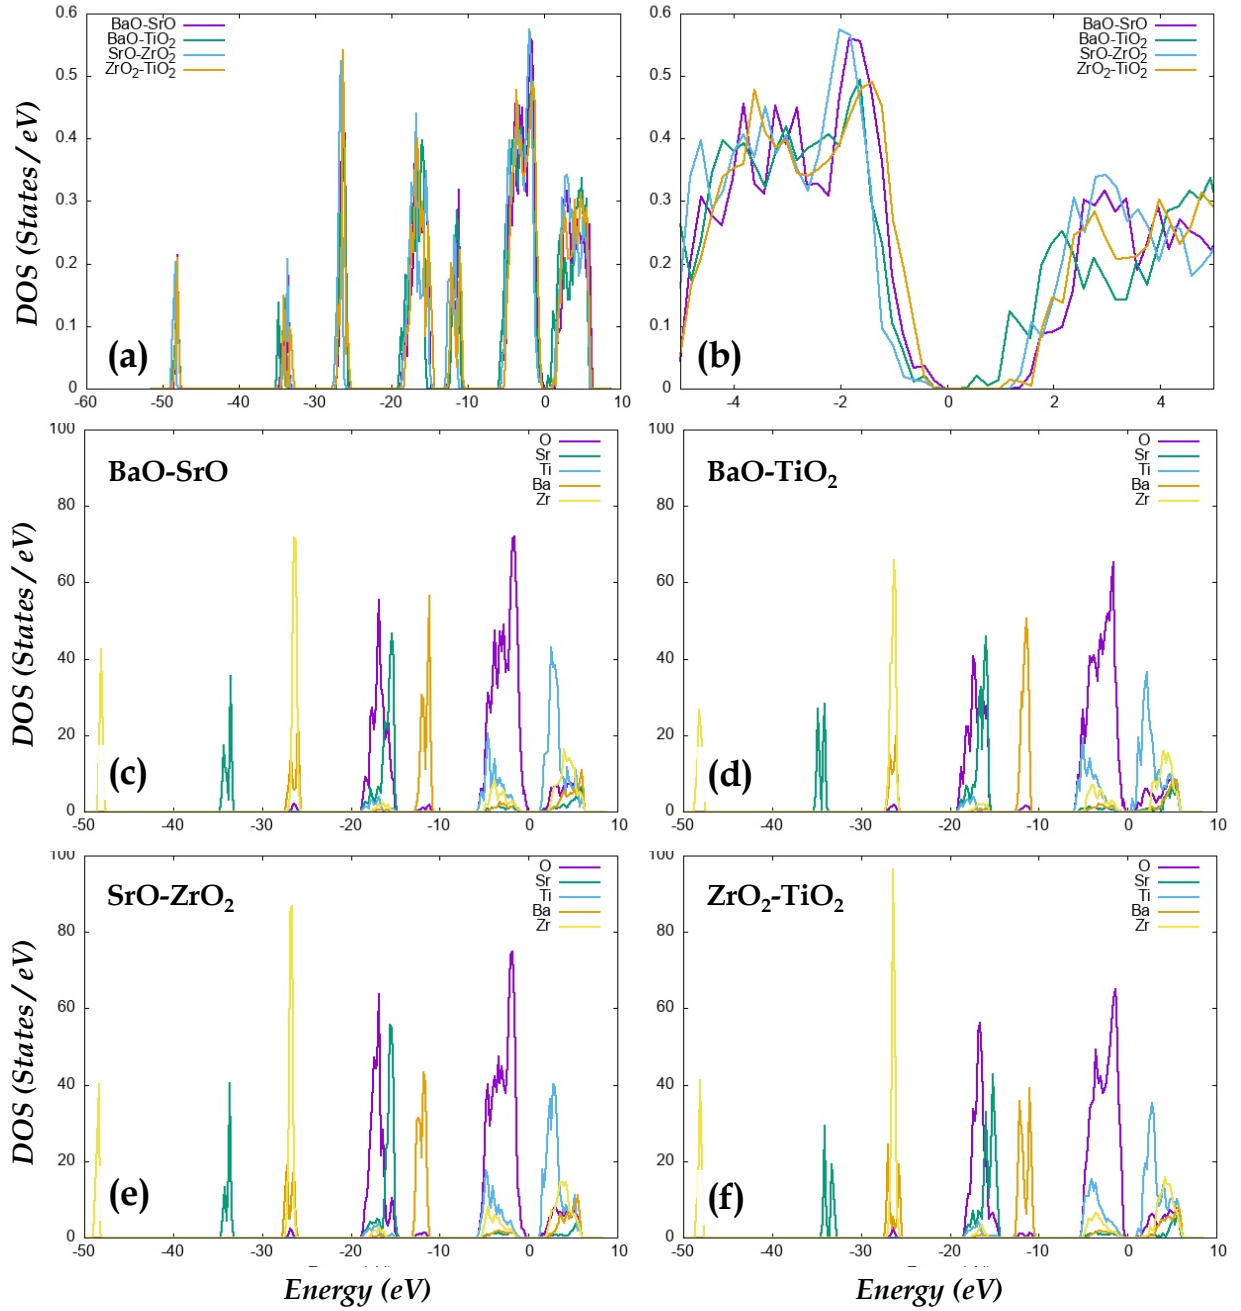 0.6
0.5
0.4
0.3
0.2
0.1
0
-60 -50 -40 -30 -20 -10 0 10
DOS (States / eV)
BaO-SrO
BaO-TiO2
SrO-ZrO2
ZrO2-TiO2
(a)
0.6
0.5
0.4
0.3
0.2
0.1
0
-4 -2 0 2 4
BaO-SrO
BaO-TiO2
SrO-ZrO2
ZrO2-TiO2
(b)
100
80
60
40
20
0
-50 -40 -30 -20 -10 0 10
DOS (States / eV)
BaO-SrO
O
Sr
Ti
Ba
Zr
(c)
100
80
60
40
20
0
-50 -40 -30 -20 -10 0 10
BaO-TiO2
O
Sr
Ti
Ba
Zr
(d)
100
80
60
40
20
0
-50 -40 -30 -20 -10 0 10
DOS (States / eV)
SrO-ZrO2
O
Sr
Ti
Ba
Zr
(e)
Energy (eV)
100
80
60
40
20
0
-50 -40 -30 -20 -10 0 10
ZrO2-TiO2
O
Sr
Ti
Ba
Zr
(f)
Energy (eV)